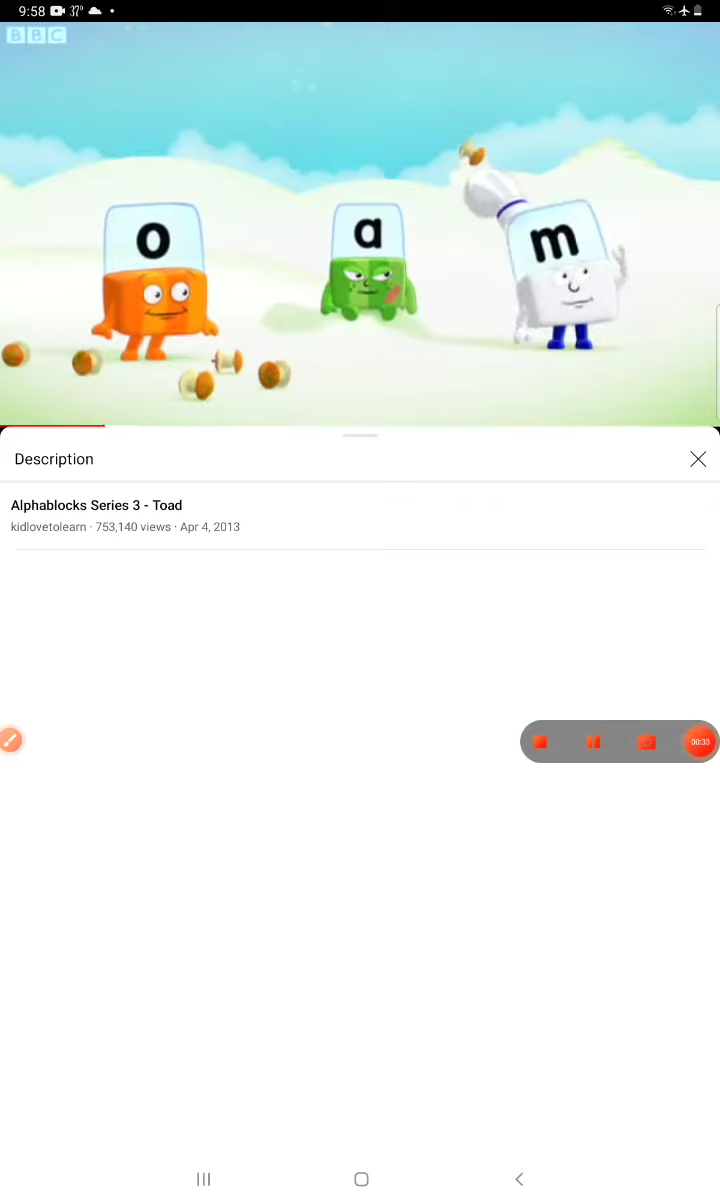 9:58 37°
BBC
o a m
Description
Alphablocks Series 3 - Toad
kidlovetolearn · 753,140 views · Apr 4, 2013
00:33